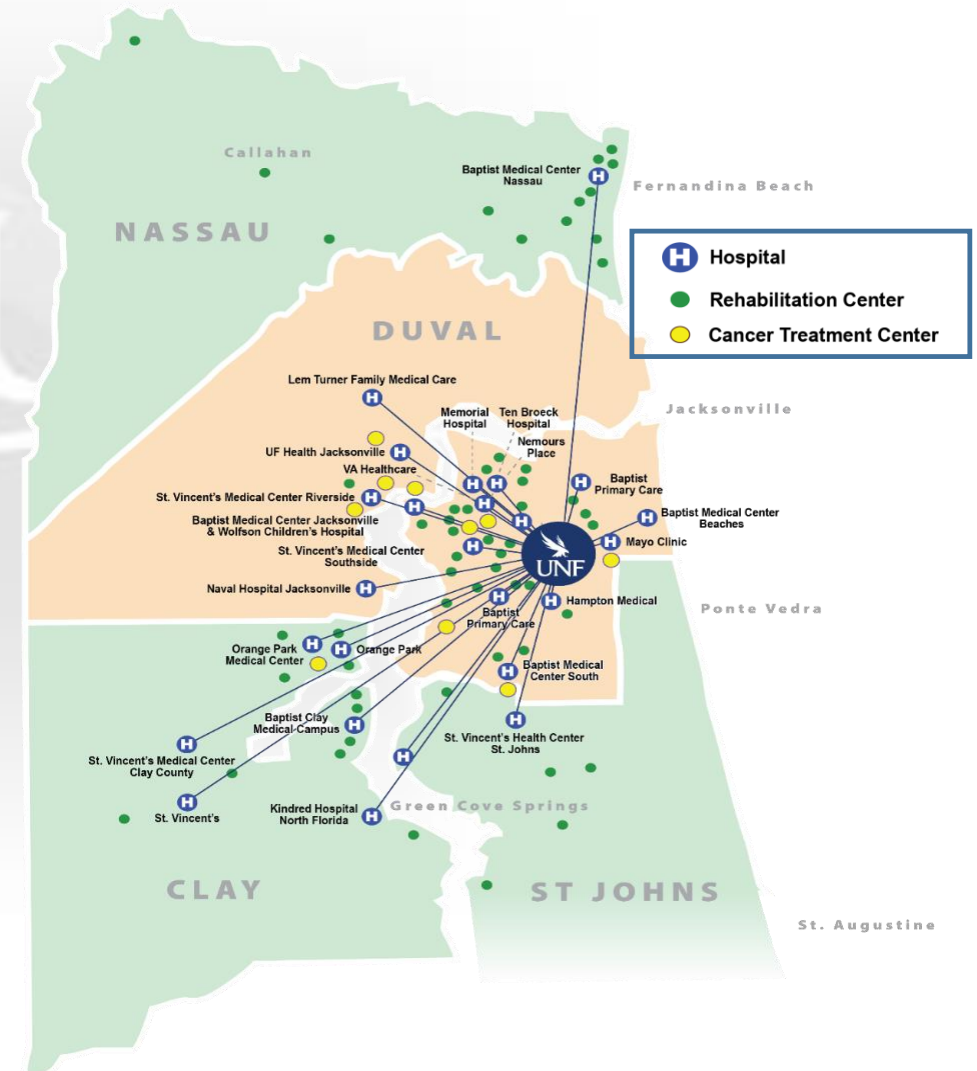 Callahan
Baptist Medical Center
Nassau
Fernandina Beach
NASSAU
H Hospital
Rehabilitation Center
Cancer Treatment Center
DUVAL
Lem Turner Family Medical Care
Jacksonville
Memorial
Hospital
Ten Broeck
Hospital
Nemours
Place
UF Health Jacksonville
VA Healthcare
Baptist
Primary Care
St. Vincent's Medical Center Riverside
Baptist Medical Center
Beaches
Baptist Medical Center Jacksonville
& Wolfson Children's Hospital
Mayo Clinic
St. Vincent's Medical Center
Southside
UNF
Naval Hospital Jacksonville
Hampton Medical
Ponte Vedra
Baptist
Primary Care
Orange Park
Medical Center
Orange Park
Baptist Medical
Center South
Baptist Clay
Medical Campus
St. Vincent's Health Center
St. Johns
St. Vincent's Medical Center
Clay County
St. Vincent's
Kindred Hospital
North Florida
Green Cove Springs
CLAY
ST JOHNS
St. Augustine